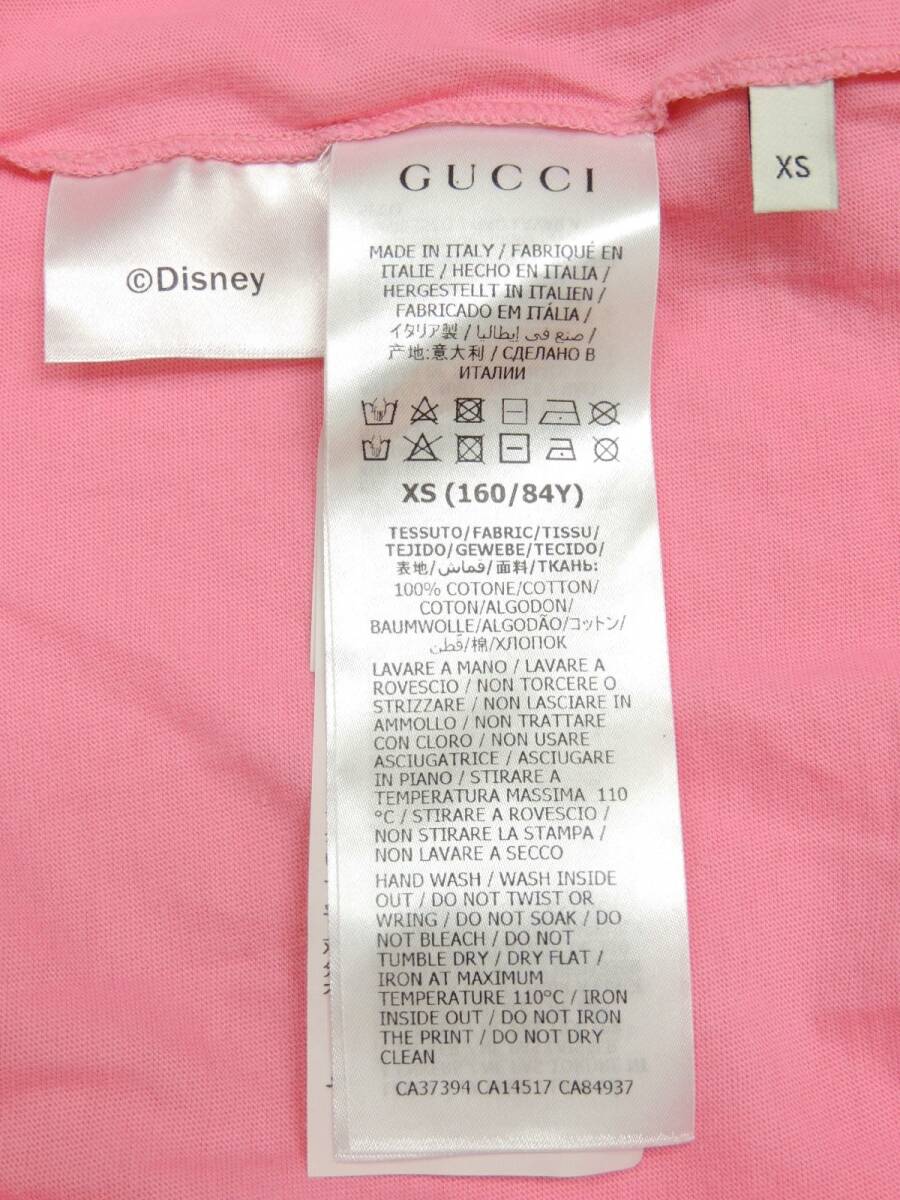 XS
©Disney
GUCCI
MADE IN ITALY / FABRIQUÉ EN
ITALIE / HECHO EN ITALIA /
HERGESTELLT IN ITALIEN /
FABRICADO EM ITÁLIA /
イタリア製 / صنع في إيطاليا /
产地:意大利 / СДЕЛАНО В
ИТАЛИИ
XS (160/84Y)
TESSUTO/FABRIC/TISSU/
TEJIDO/GEWEBE/TECIDO/
表地/قماش/面料/ТКАНЬ:
100% COTONE/COTTON/
COTON/ALGODON/
BAUMWOLLE/ALGODÃO/コットン/
قطن/棉/ХЛОПОК
LAVARE A MANO / LAVARE A
ROVESCIO / NON TORCERE O
STRIZZARE / NON LASCIARE IN
AMMOLLO / NON TRATTARE
CON CLORO / NON USARE
ASCIUGATRICE / ASCIUGARE
IN PIANO / STIRARE A
TEMPERATURA MASSIMA 110
°C / STIRARE A ROVESCIO /
NON STIRARE LA STAMPA /
NON LAVARE A SECCO
HAND WASH / WASH INSIDE
OUT / DO NOT TWIST OR
WRING / DO NOT SOAK / DO
NOT BLEACH / DO NOT
TUMBLE DRY / DRY FLAT /
IRON AT MAXIMUM
TEMPERATURE 110°C / IRON
INSIDE OUT / DO NOT IRON
THE PRINT / DO NOT DRY
CLEAN
CA37394 CA14517 CA84937